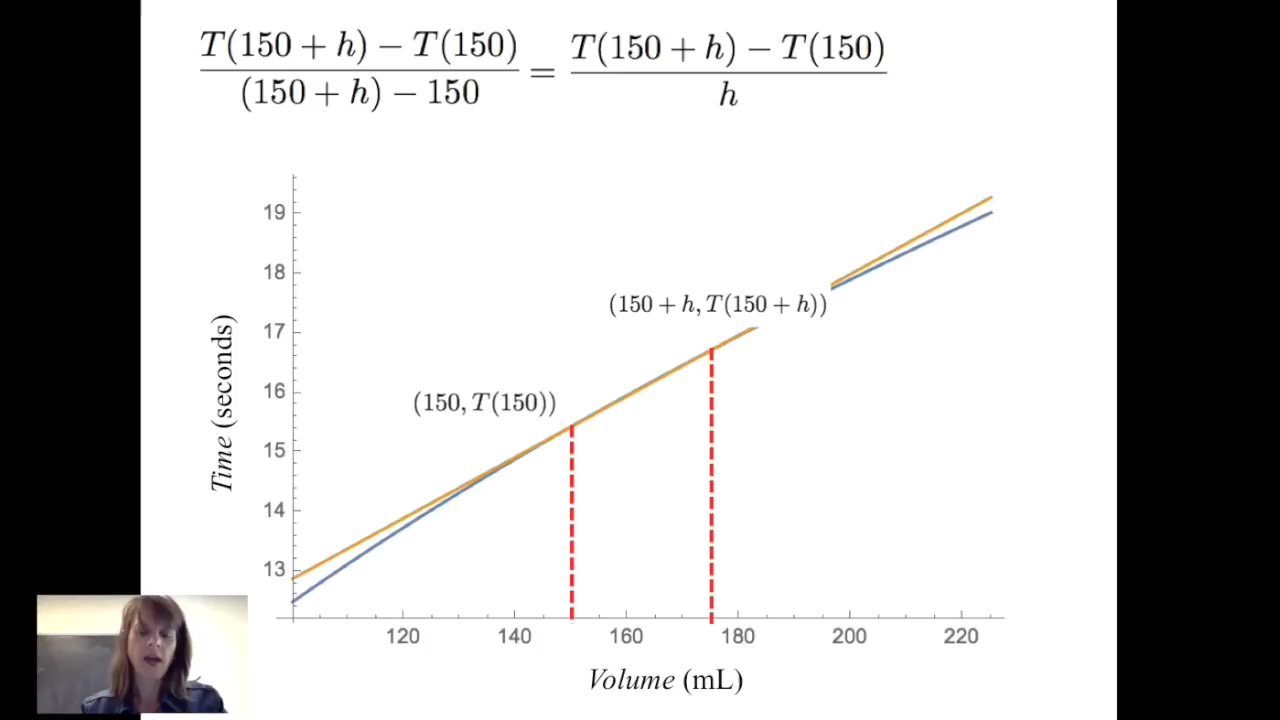 T(150 + h) − T(150) / (150 + h) − 150 = T(150 + h) − T(150) / h
19
18
(150 + h, T(150 + h))
17
16
(150, T(150))
15
14
13
Time (seconds)
120 140 160 180 200 220
Volume (mL)